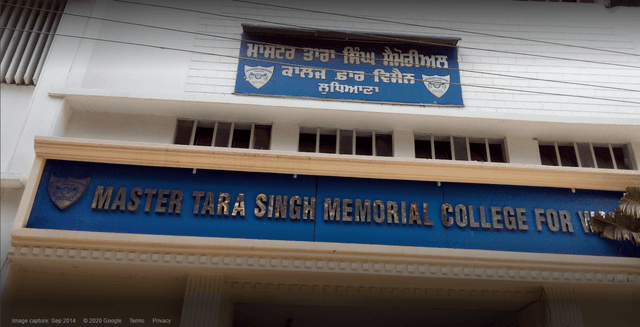 ਮਾਸਟਰ ਤਾਰਾ ਸਿੰਘ ਮੈਮੋਰੀਅਲ
ਕਾਲਜ ਫ਼ਾਰ ਵਿਮੈਨ
ਲੁਧਿਆਣਾ
MASTER TARA SINGH MEMORIAL COLLEGE FOR
Image capture: Sep 2014 © 2020 Google Terms Privacy